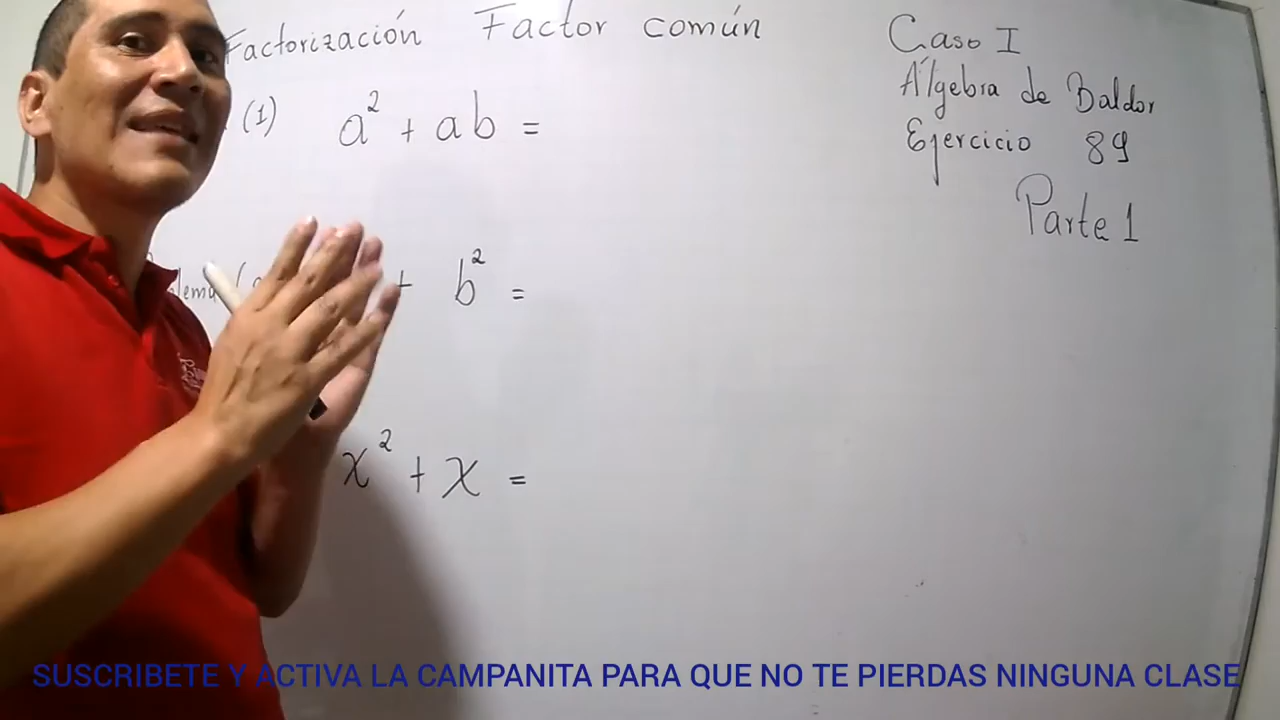 Factorización Factor común
(1) a² + ab =
+ b² =
x² + x =
Caso I
Álgebra de Baldor
Ejercicio 89
Parte 1
SUSCRIBETE Y ACTIVA LA CAMPANITA PARA QUE NO TE PIERDAS NINGUNA CLASE